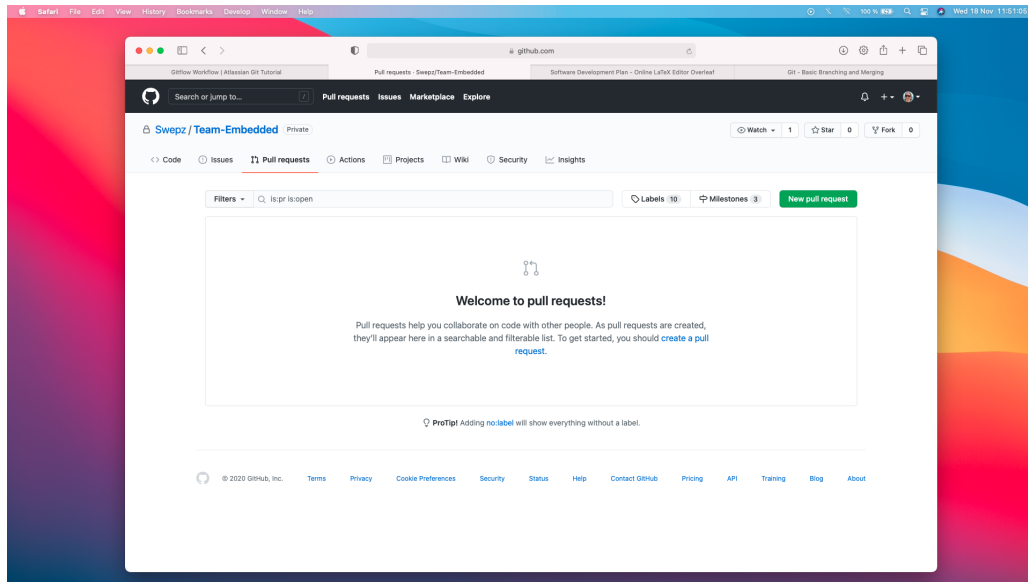 Safari File Edit View History Bookmarks Develop Window Help 100 % Wed 18 Nov 11:51:05
github.com
Gitflow Workflow | Atlassian Git Tutorial Pull requests · Swepz/Team-Embedded Software Development Plan - Online LaTeX Editor Overleaf Git - Basic Branching and Merging
Search or jump to... / Pull requests Issues Marketplace Explore
Swepz / Team-Embedded Private Watch 1 Star 0 Fork 0
Code Issues Pull requests Actions Projects Wiki Security Insights
Filters is:pr is:open Labels 10 Milestones 3 New pull request
Welcome to pull requests!
Pull requests help you collaborate on code with other people. As pull requests are created,
they'll appear here in a searchable and filterable list. To get started, you should create a pull
request.
ProTip! Adding no:label will show everything without a label.
© 2020 GitHub, Inc. Terms Privacy Cookie Preferences Security Status Help Contact GitHub Pricing API Training Blog About